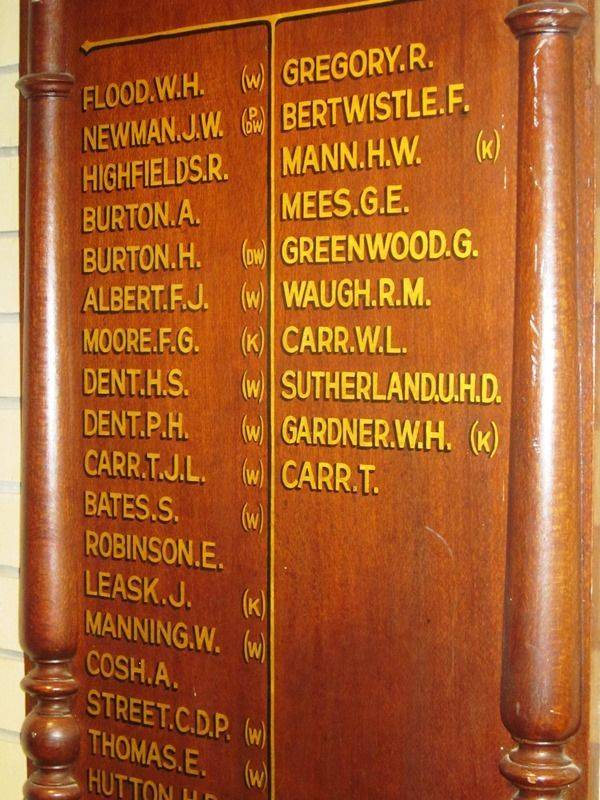 FLOOD.W.H. (W)
NEWMAN.J.W. (P DW)
HIGHFIELDS.R.
BURTON.A.
BURTON.H. (DW)
ALBERT.F.J. (W)
MOORE.F.G. (K)
DENT.H.S. (W)
DENT.P.H. (W)
CARR.T.J.L. (W)
BATES.S. (W)
ROBINSON.E.
LEASK.J. (K)
MANNING.W. (W)
COSH.A.
STREET.C.D.P. (W)
THOMAS.E. (W)
HUTTON.H.
GREGORY.R.
BERTWISTLE.F.
MANN.H.W. (K)
MEES.G.E.
GREENWOOD.G.
WAUGH.R.M.
CARR.W.L.
SUTHERLAND.U.H.D.
GARDNER.W.H. (K)
CARR.T.